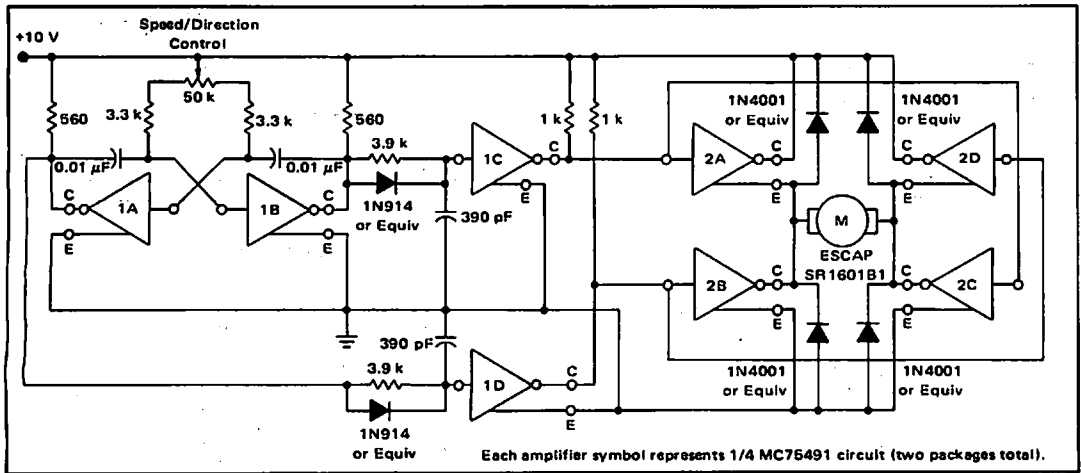 Speed/Direction
Control
+10 V
50 k
560
3.3 k
3.3 k
560
0.01 µF
0.01 µF
C
1A
E
1B
C
E
3.9 k
1N914
or Equiv
390 pF
1C
C
E
1 k
1 k
1N4001
or Equiv
1N4001
or Equiv
2A
C
E
C
2D
E
M
ESCAP
SR1601B1
2B
C
E
C
2C
E
1N4001
or Equiv
1N4001
or Equiv
390 pF
3.9 k
1N914
or Equiv
1D
C
E
Each amplifier symbol represents 1/4 MC75491 circuit (two packages total).